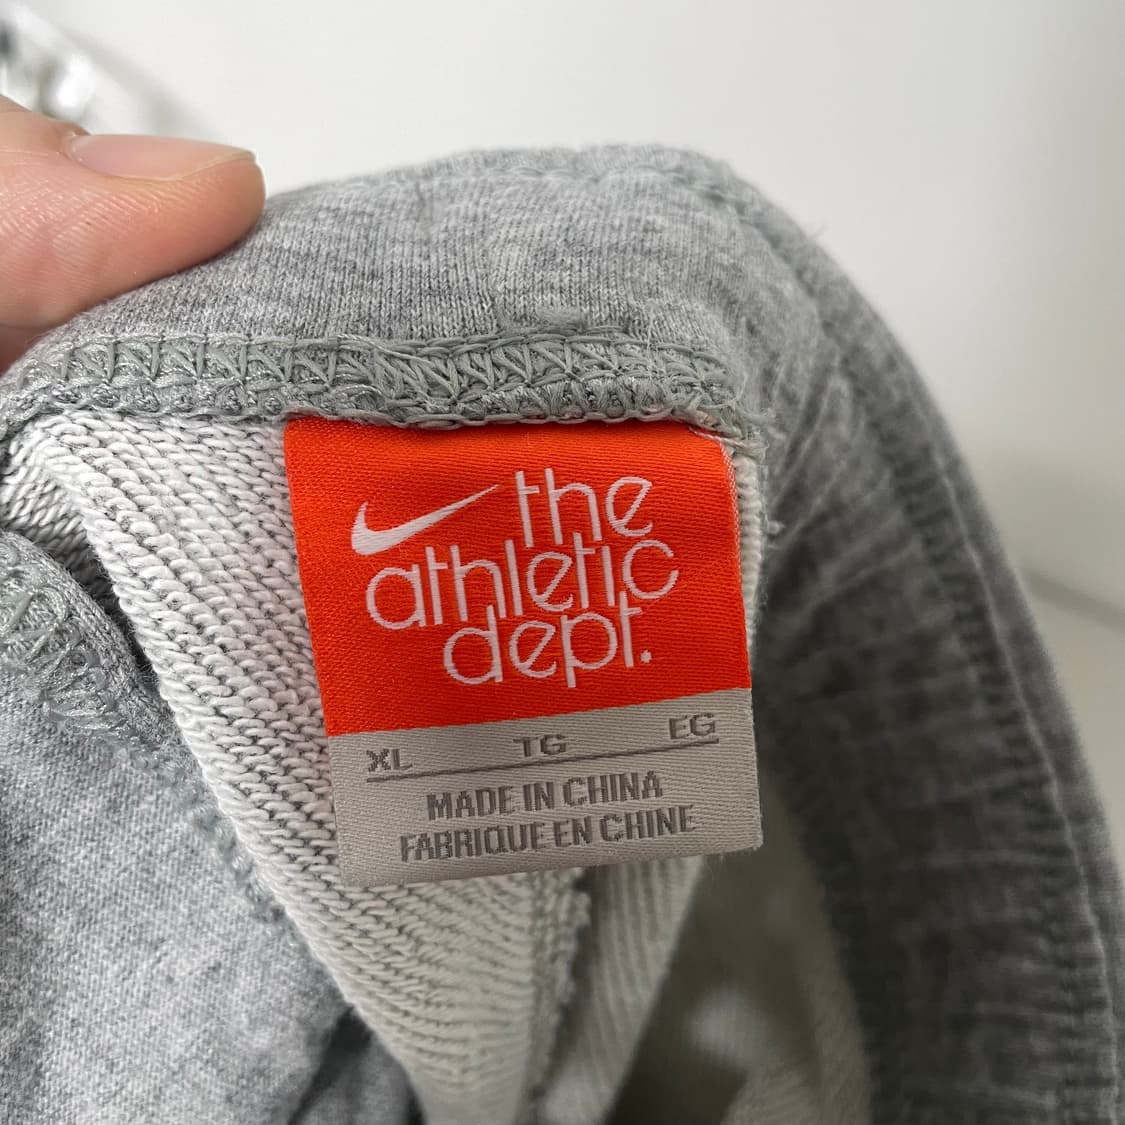 the
athletic
dept.
XL TG EG
MADE IN CHINA
FABRIQUE EN CHINE